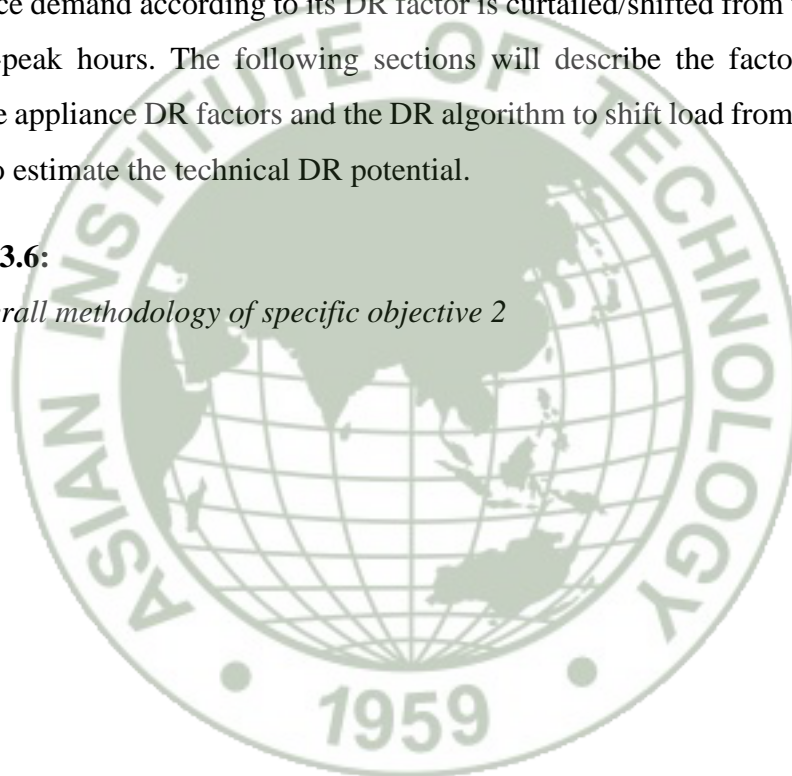 ce demand according to its DR factor is curtailed/shifted from
-peak hours. The following sections will describe the
e appliance DR factors and the DR algorithm to shift load from
o estimate the technical DR potential.
3.6:
erall methodology of specific objective 2
ASIAN INSTITUTE OF TECHNOLOGY
1959